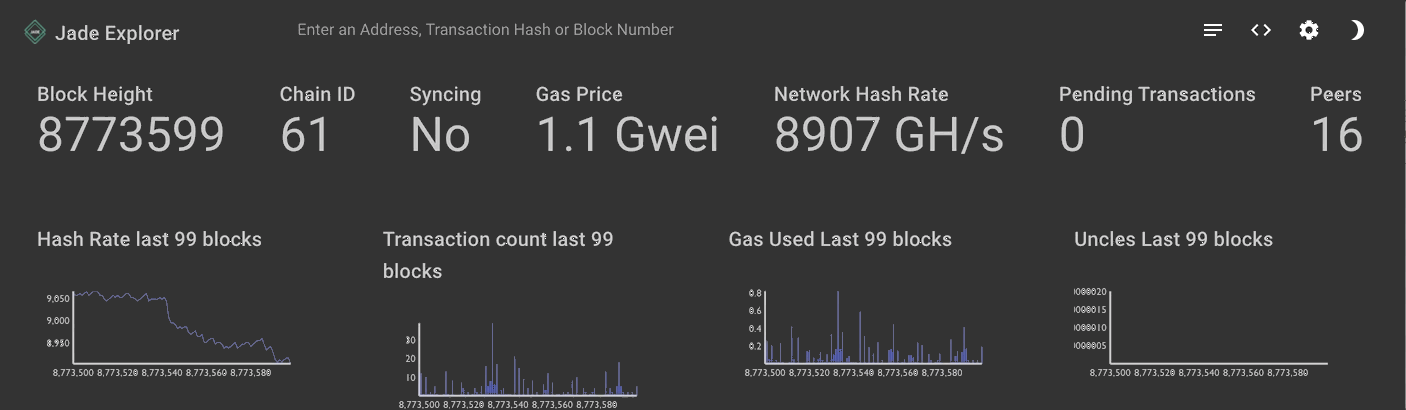 JADE
Jade Explorer
Enter an Address, Transaction Hash or Block Number
Block Height
8773599
Chain ID
61
Syncing
No
Gas Price
1.1 Gwei
Network Hash Rate
8907 GH/s
Pending Transactions
0
Peers
16
Hash Rate last 99 blocks
9,050
9,000
8,950
8,773,500 8,773,520 8,773,540 8,773,560 8,773,580
Transaction count last 99
blocks
30
20
10
8,773,500 8,773,520 8,773,540 8,773,560 8,773,580
Gas Used Last 99 blocks
0.8
0.6
0.4
0.2
8,773,500 8,773,520 8,773,540 8,773,560 8,773,580
Uncles Last 99 blocks
0000020
0000015
0000010
0000005
8,773,500 8,773,520 8,773,540 8,773,560 8,773,580